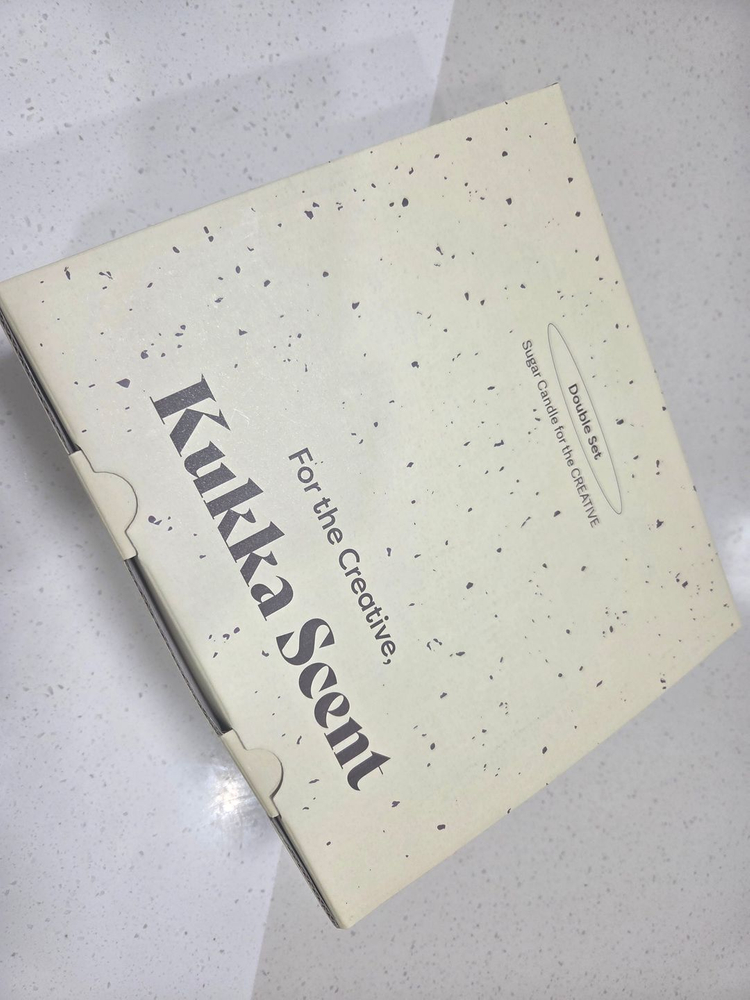 Double Set
Sugar Candle for the CREATIVE
For the Creative,
Kukka Scent